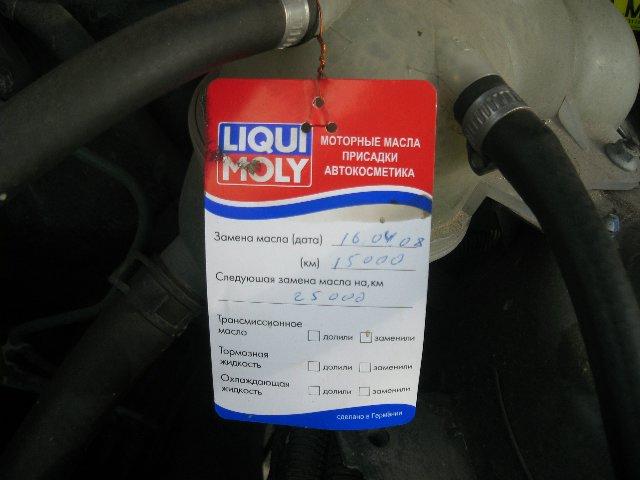 LIQUI
MOLY
МОТОРНЫЕ МАСЛА
ПРИСАДКИ
АВТОКОСМЕТИКА
Замена масла (дата) 16.04 08
(км) 15000
Следуюшая замена масла на,км
25000
Трансмиссионное
масло
долили заменили
Тормозная
жидкость
долили заменили
Охлаждающая
жидкость
долили заменили
сделано в Германии